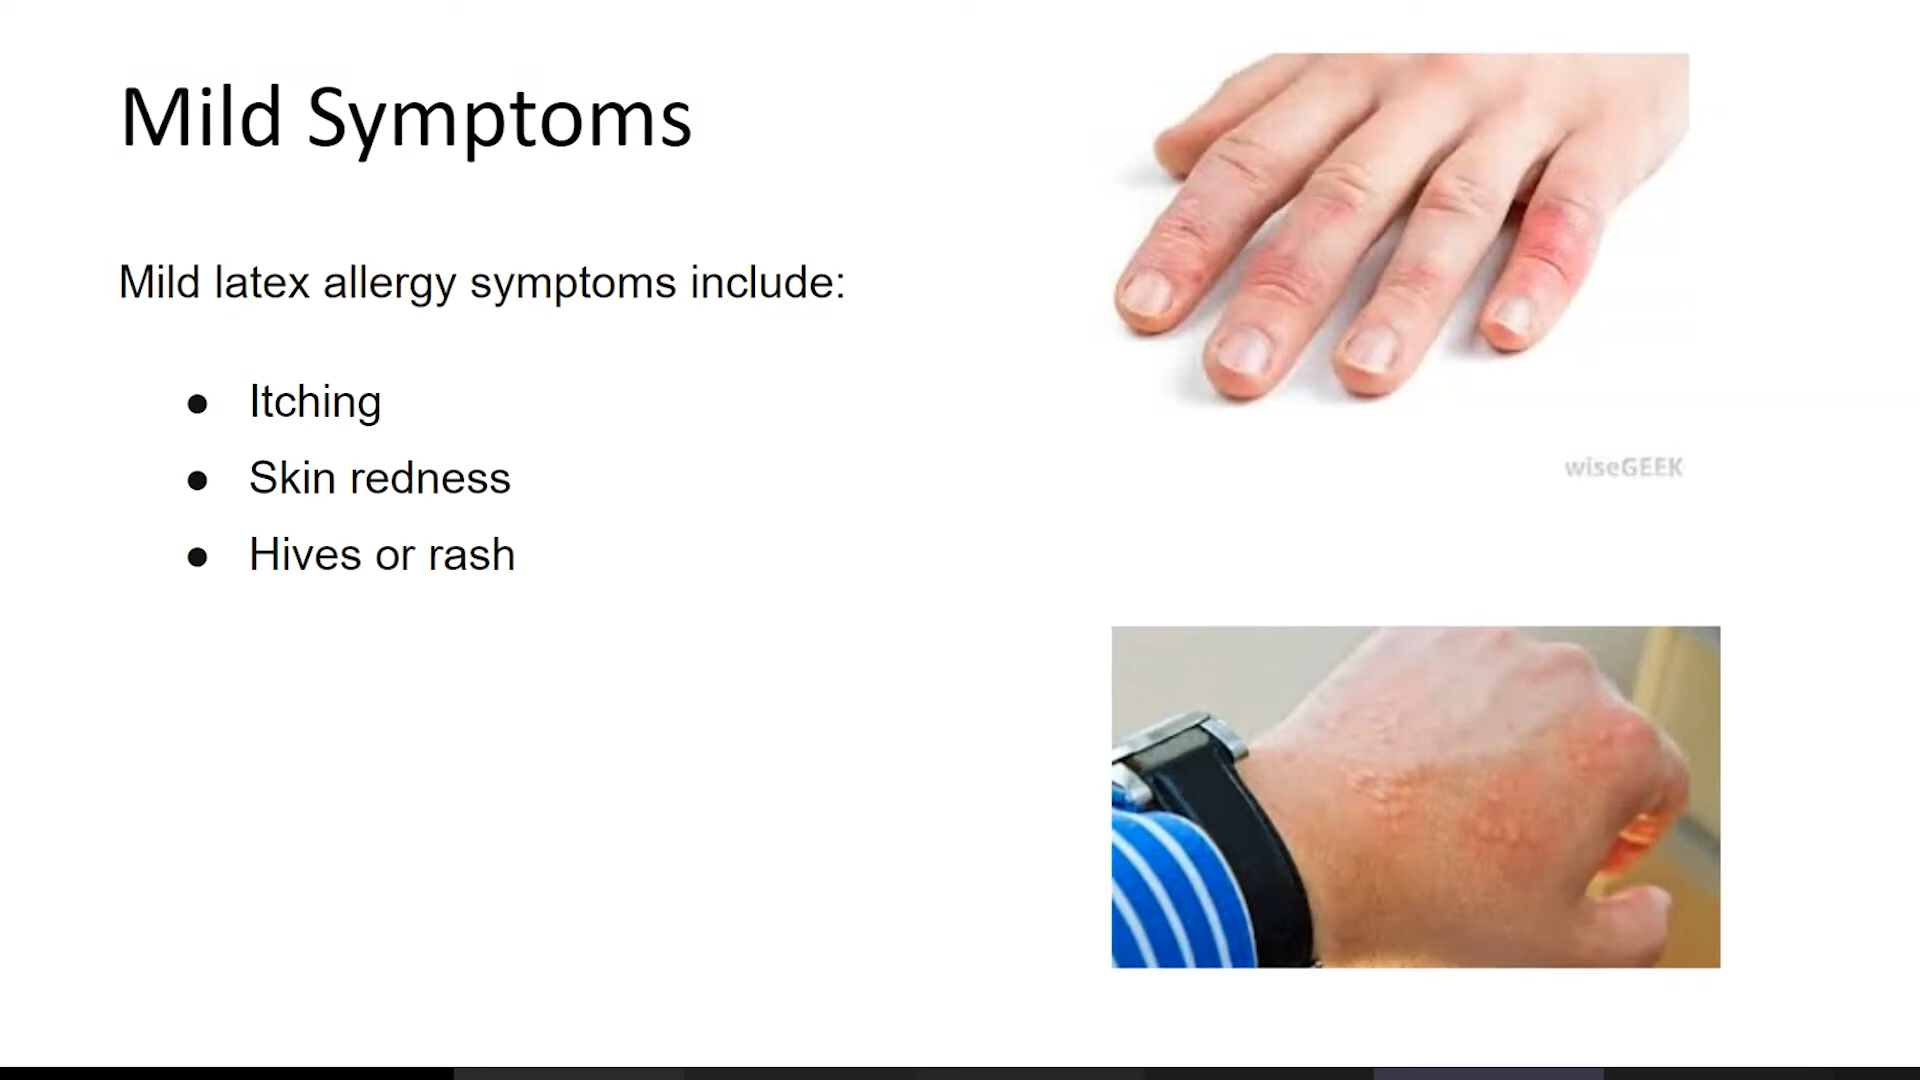 Mild Symptoms
Mild latex allergy symptoms include:
● Itching
● Skin redness
● Hives or rash
wiseGEEK